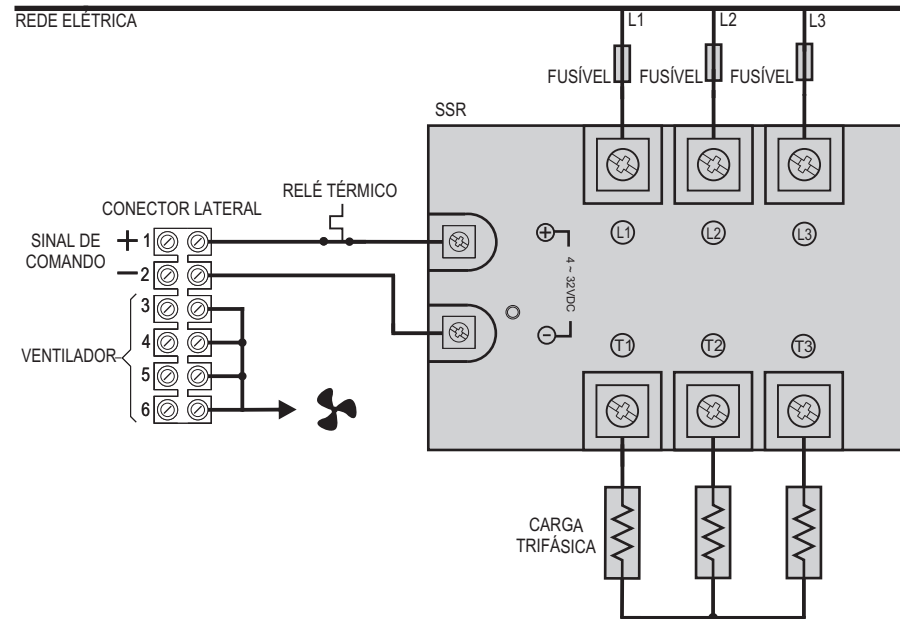 REDE ELÉTRICA
L1
L2
L3
FUSÍVEL
FUSÍVEL
FUSÍVEL
SSR
RELÉ TÉRMICO
CONECTOR LATERAL
SINAL DE
COMANDO
+ 1
− 2
3
4
5
6
VENTILADOR
+
4 ~ 32VDC
−
L1
L2
L3
T1
T2
T3
CARGA
TRIFÁSICA